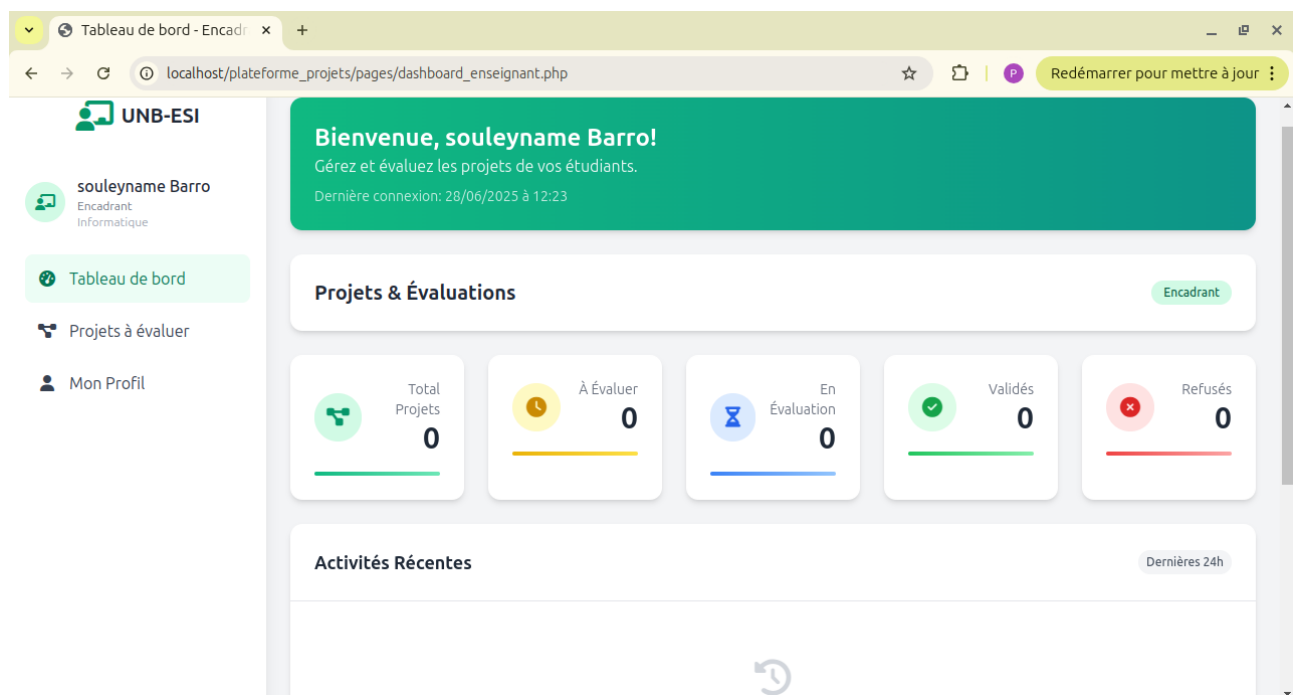 Tableau de bord - Encadr
localhost/plateforme_projets/pages/dashboard_enseignant.php
P
Redémarrer pour mettre à jour
UNB-ESI
souleyname Barro
Encadrant
Informatique
Tableau de bord
Projets à évaluer
Mon Profil
Bienvenue, souleyname Barro!
Gérez et évaluez les projets de vos étudiants.
Dernière connexion: 28/06/2025 à 12:23
Projets & Évaluations
Encadrant
Total
Projets
0
À Évaluer
0
En
Évaluation
0
Validés
0
Refusés
0
Activités Récentes
Dernières 24h